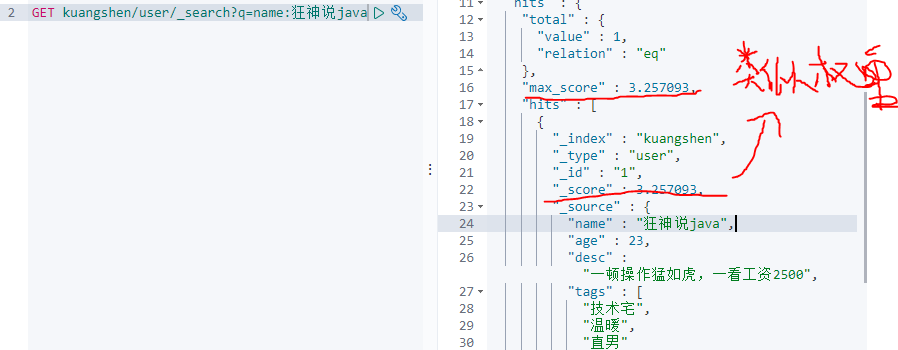 2 GET kuangshen/user/_search?q=name:狂神说java
11 "hits" : {
12 "total" : {
13 "value" : 1,
14 "relation" : "eq"
15 },
16 "max_score" : 3.257093,
17 "hits" : [
18 {
19 "_index" : "kuangshen",
20 "_type" : "user",
21 "_id" : "1",
22 "_score" : 3.257093,
23 "_source" : {
24 "name" : "狂神说java",
25 "age" : 23,
26 "desc" :
"一顿操作猛如虎，一看工资2500",
27 "tags" : [
28 "技术宅",
29 "温暖",
30 "直男"
类似权重